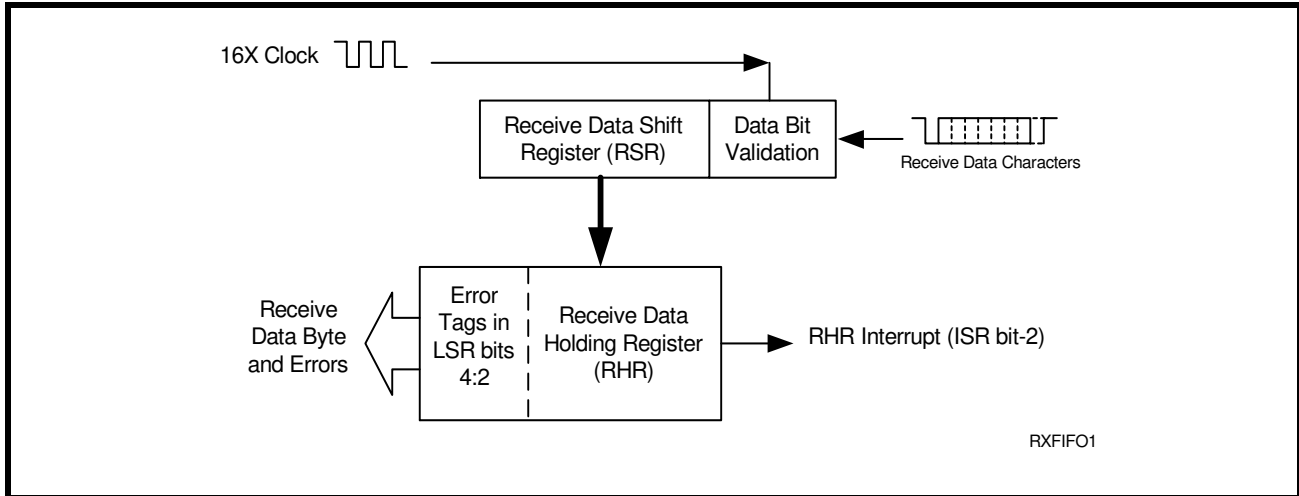 16X Clock
Receive Data Shift
Register (RSR)
Data Bit
Validation
Receive Data Characters
Receive
Data Byte
and Errors
Error
Tags in
LSR bits
4:2
Receive Data
Holding Register
(RHR)
RHR Interrupt (ISR bit-2)
RXFIFO1